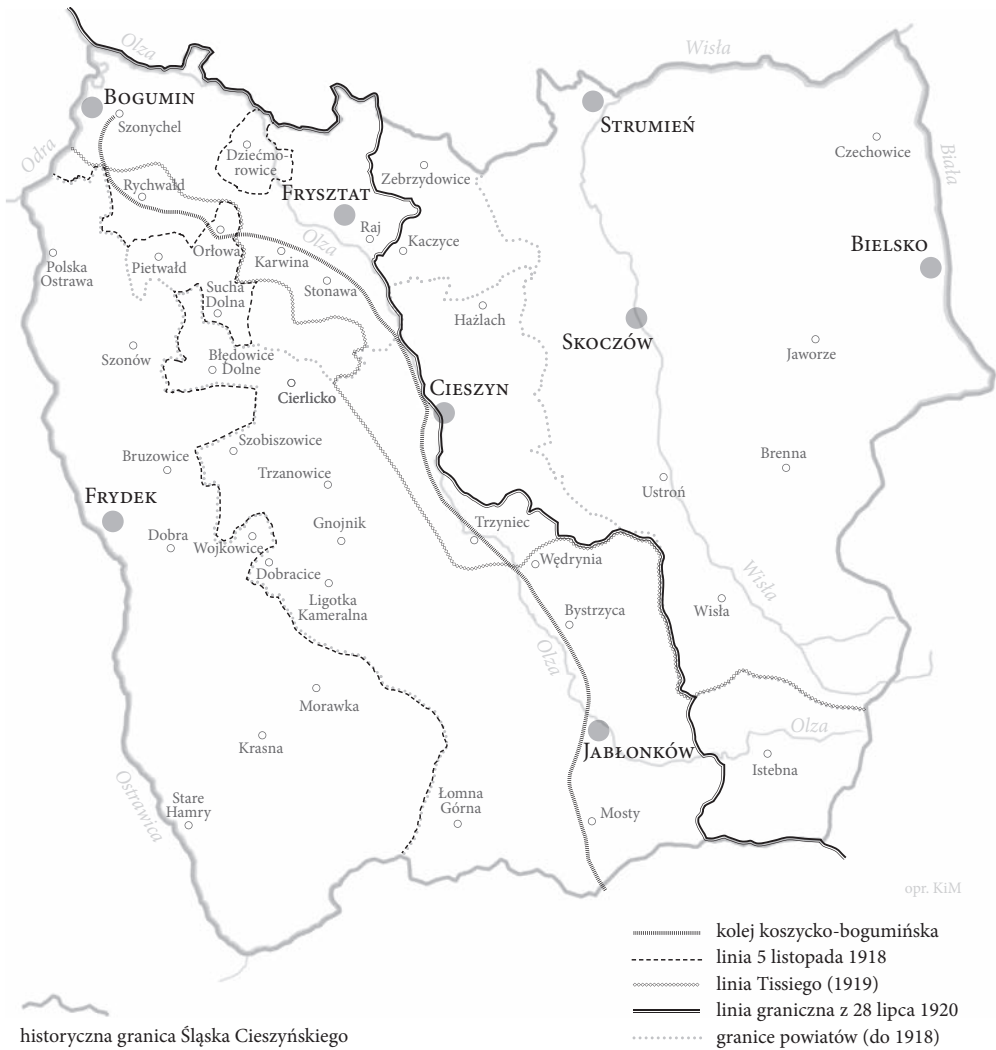 Olza
Wisła
BOGUMIN
Szonychel
STRUMIEŃ
Dziećmo-
rowice
Czechowice
Biała
Odra
Zebrzydowice
Rychwałd
FRYSZTAT
Raj
Olza
Kaczyce
Orłowa
Karwina
BIELSKO
Polska
Ostrawa
Pietwałd
Stonawa
Sucha
Dolna
Hażlach
SKOCZÓW
Szonów
Błędowice
Dolne
Jaworze
Cierlicko
CIESZYN
Szobiszowice
Bruzowice
Trzanowice
Brenna
Ustroń
FRYDEK
Gnojnik
Trzyniec
Dobra
Wojkowice
Wędrynia
Dobracice
Ligotka
Kameralna
Wisła
Wisła
Bystrzyca
Olza
Morawka
Krasna
JABŁONKÓW
Olza
Istebna
Ostrawica
Stare
Hamry
Łomna
Górna
Mosty
opr. KiM
kolej koszycko-bogumińska
linia 5 listopada 1918
linia Tissiego (1919)
linia graniczna z 28 lipca 1920
granice powiatów (do 1918)
historyczna granica Śląska Cieszyńskiego